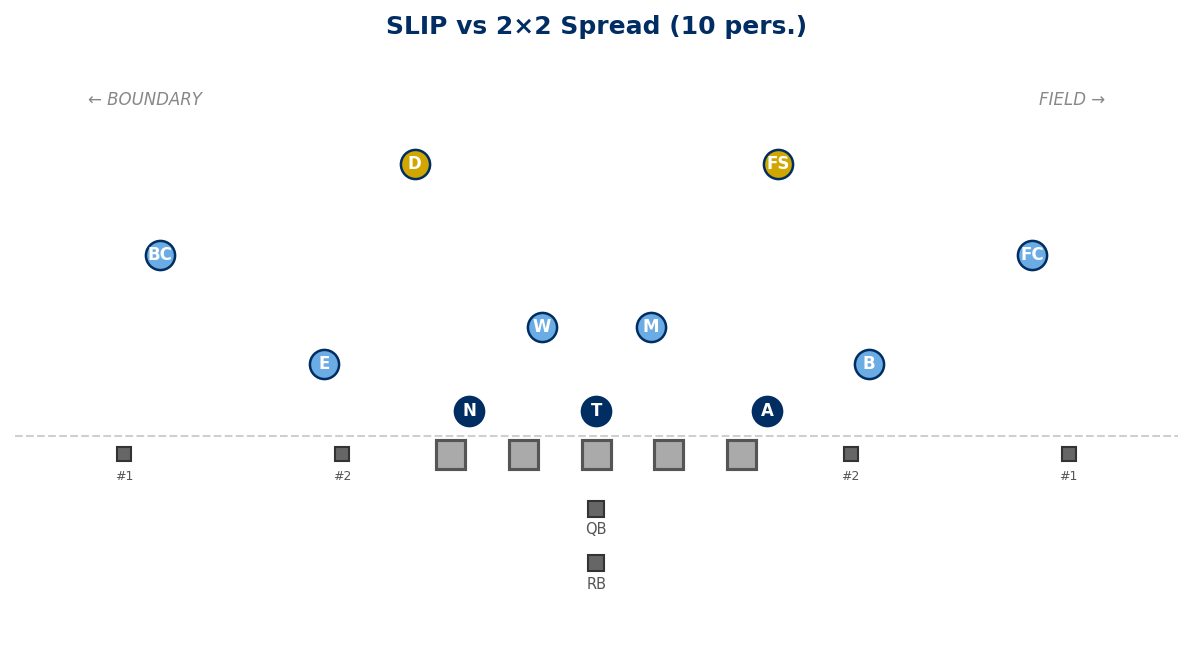 SLIP vs 2×2 Spread (10 pers.)
← BOUNDARY
FIELD →
D
FS
BC
FC
W
M
E
B
N
T
A
#1
#2
#2
#1
QB
RB